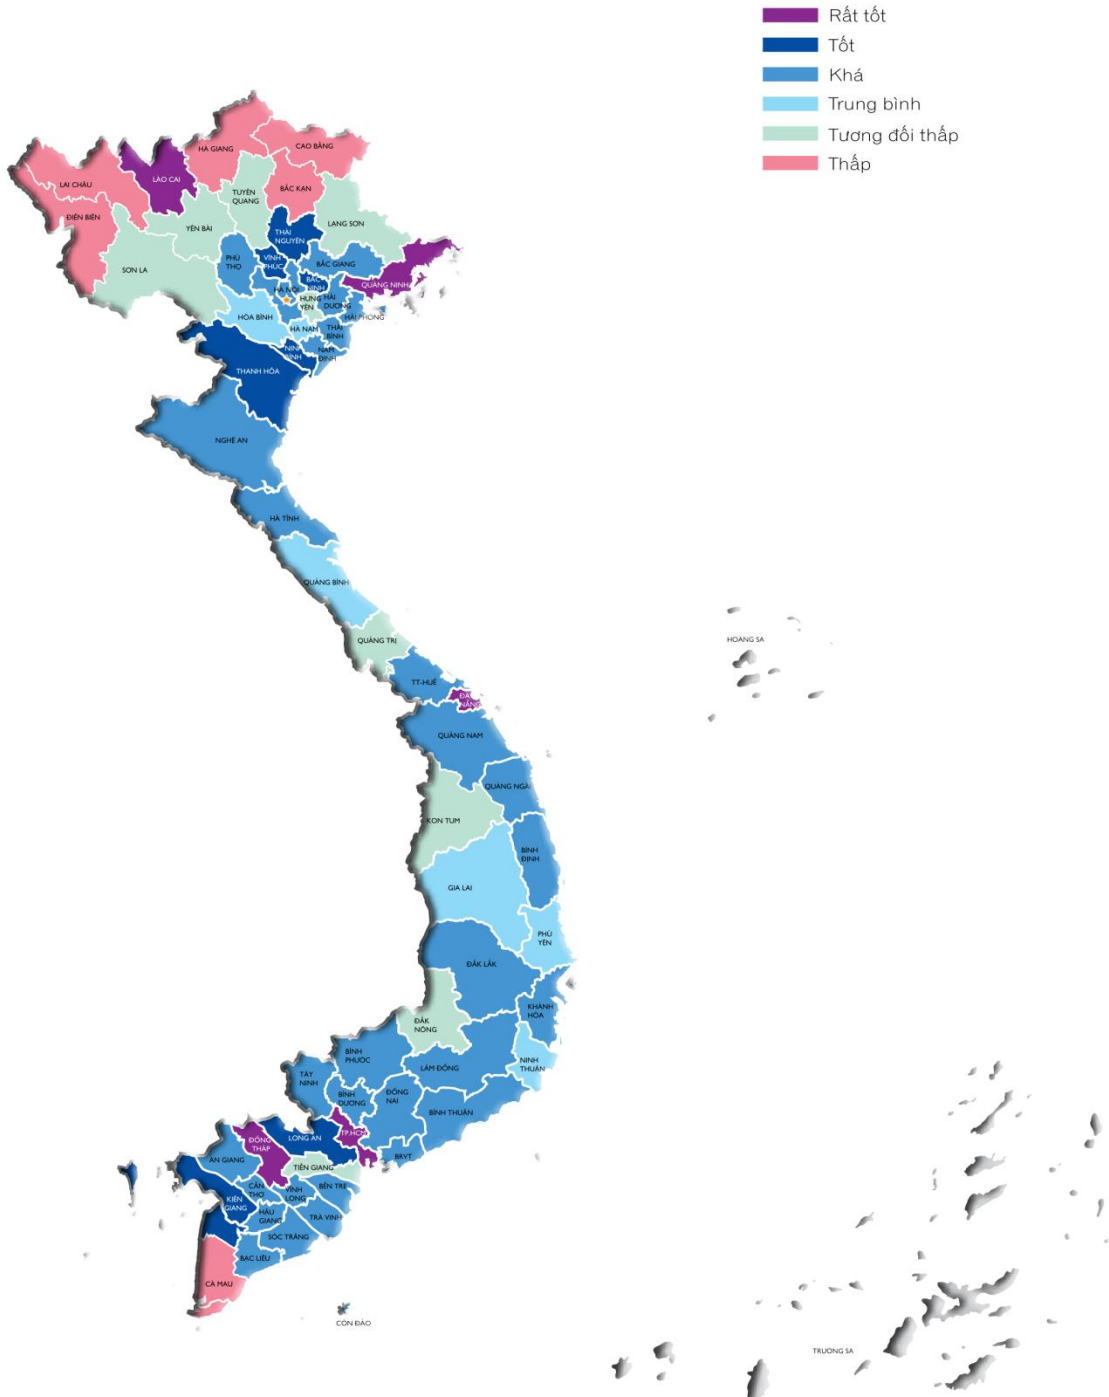 Rất tốt
Tốt
Khá
Trung bình
Tương đối thấp
Thấp
HÀ GIANG
CAO BẰNG
LÀO CAI
LAI CHÂU
BẮC KẠN
TUYÊN
QUANG
ĐIỆN BIÊN
LẠNG SƠN
YÊN BÁI
THÁI
NGUYÊN
PHÚ
THỌ
VĨNH
PHÚC
BẮC GIANG
SƠN LA
BẮC
NINH
QUẢNG NINH
HÀ NỘI
HƯNG
YÊN
HẢI
DƯƠNG
HẢI PHÒNG
HÒA BÌNH
HÀ NAM
THÁI
BÌNH
NINH
BÌNH
NAM
ĐỊNH
THANH HÓA
NGHỆ AN
HÀ TĨNH
QUẢNG BÌNH
QUẢNG TRỊ
HOÀNG SA
TT-HUẾ
ĐÀ
NẴNG
QUẢNG NAM
QUẢNG NGÃI
KON TUM
BÌNH
ĐỊNH
GIA LAI
PHÚ
YÊN
ĐẮK LẮK
KHÁNH
HÒA
ĐẮK
NÔNG
BÌNH
PHƯỚC
LÂM ĐỒNG
NINH
THUẬN
TÂY
NINH
BÌNH
DƯƠNG
ĐỒNG
NAI
BÌNH THUẬN
TP.HCM
ĐỒNG
THÁP
LONG AN
BRVT
AN GIANG
TIỀN GIANG
CẦN
THƠ
VĨNH
LONG
BẾN TRE
KIÊN
GIANG
HẬU
GIANG
TRÀ VINH
SÓC TRĂNG
BẠC LIÊU
CÀ MAU
CÔN ĐẢO
TRƯỜNG SA